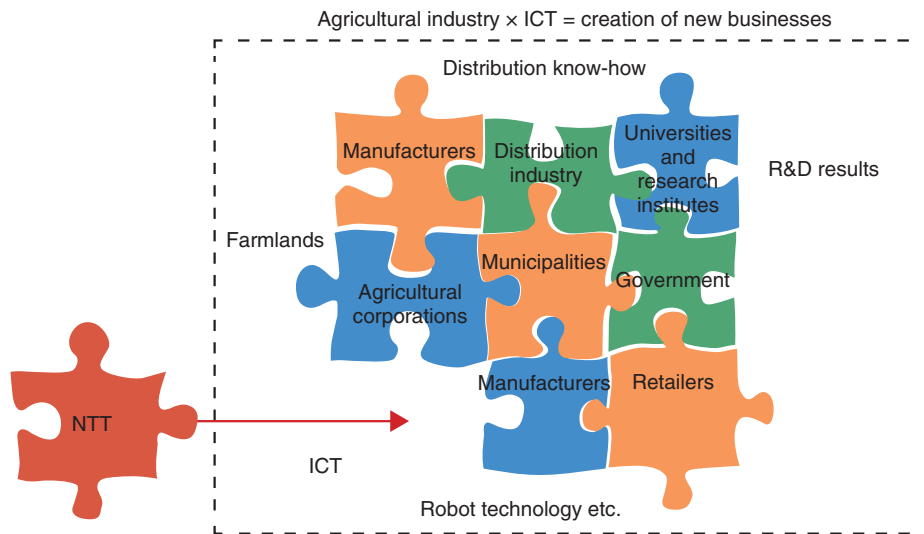 Agricultural industry × ICT = creation of new businesses
Distribution know-how
Manufacturers
Distribution
industry
Universities
and
research
institutes
R&D results
Farmlands
Municipalities
Agricultural
corporations
Government
Manufacturers
Retailers
NTT
ICT
Robot technology etc.